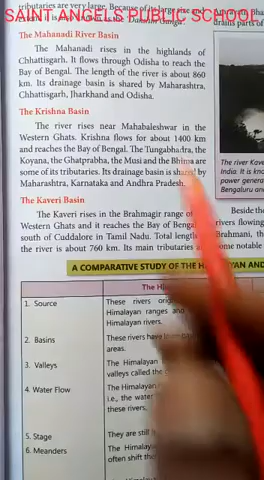 SAINT ANGELS PUBLIC SCHOOL
tributaries are very large. Because of its large size and
The Mahanadi River Basin
The Mahanadi rises in the highlands of
Chhattisgarh. It flows through Odisha to reach the
Bay of Bengal. The length of the river is about 860
km. Its drainage basin is shared by Maharashtra,
Chhattisgarh, Jharkhand and Odisha.
The Krishna Basin
The river rises near Mahabaleshwar in the
Western Ghats. Krishna flows for about 1400 km
and reaches the Bay of Bengal. The Tungabhadra, the
Koyana, the Ghatprabha, the Musi and the Bhima are
some of its tributaries. Its drainage basin is shared by
Maharashtra, Karnataka and Andhra Pradesh.
The Kaveri Basin
The Kaveri rises in the Brahmagir range of
Western Ghats and it reaches the Bay of Bengal
south of Cuddalore in Tamil Nadu. Total length
the river is about 760 km. Its main tributaries
drains parts of
The river Kave
India. It is kno
power genera
Bengaluru an
Beside the
rivers flowing
Brahmani, the
some notable
A COMPARATIVE STUDY OF THE HIMALAYAN AND
The
1. Source
These rivers
Himalayan ranges and
Himalayan rivers.
2. Basins
These rivers have
areas.
3. Valleys
The Himalayan
valleys called the
4. Water Flow
The Himalayan
i.e., the water
these rivers.
5. Stage
They are still
6. Meanders
The
often shift